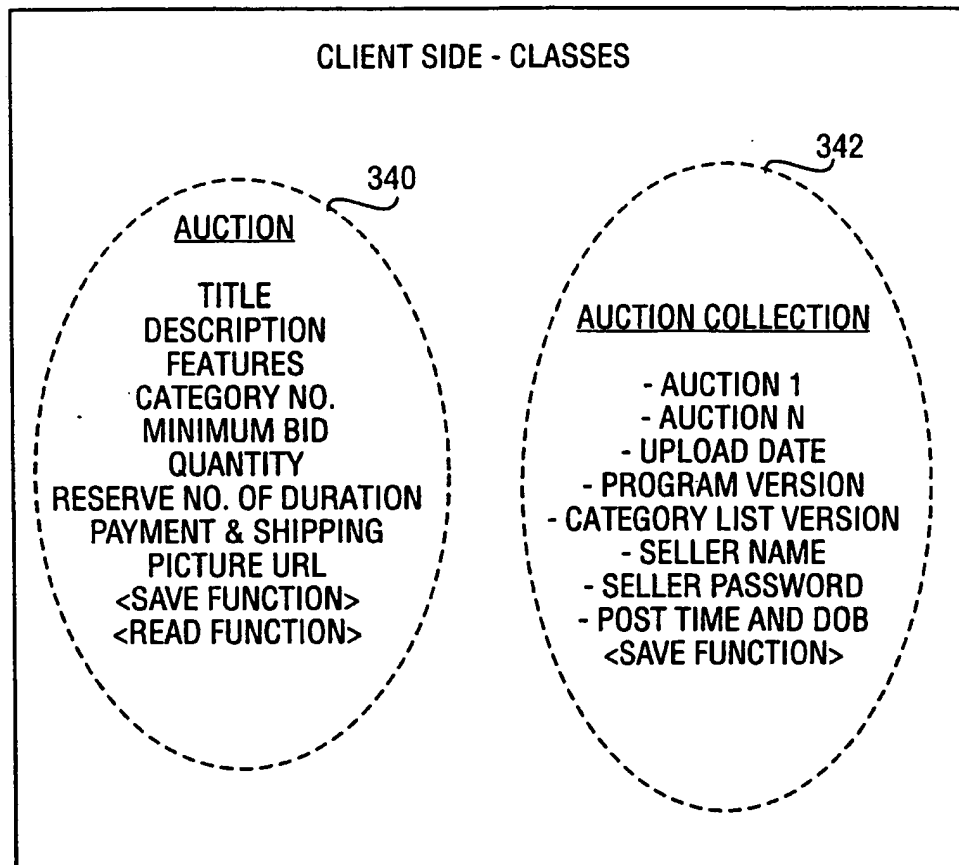 CLIENT SIDE - CLASSES
340
AUCTION
TITLE
DESCRIPTION
FEATURES
CATEGORY NO.
MINIMUM BID
QUANTITY
RESERVE NO. OF DURATION
PAYMENT & SHIPPING
PICTURE URL
<SAVE FUNCTION>
<READ FUNCTION>
342
AUCTION COLLECTION
- AUCTION 1
- AUCTION N
- UPLOAD DATE
- PROGRAM VERSION
- CATEGORY LIST VERSION
- SELLER NAME
- SELLER PASSWORD
- POST TIME AND DOB
<SAVE FUNCTION>